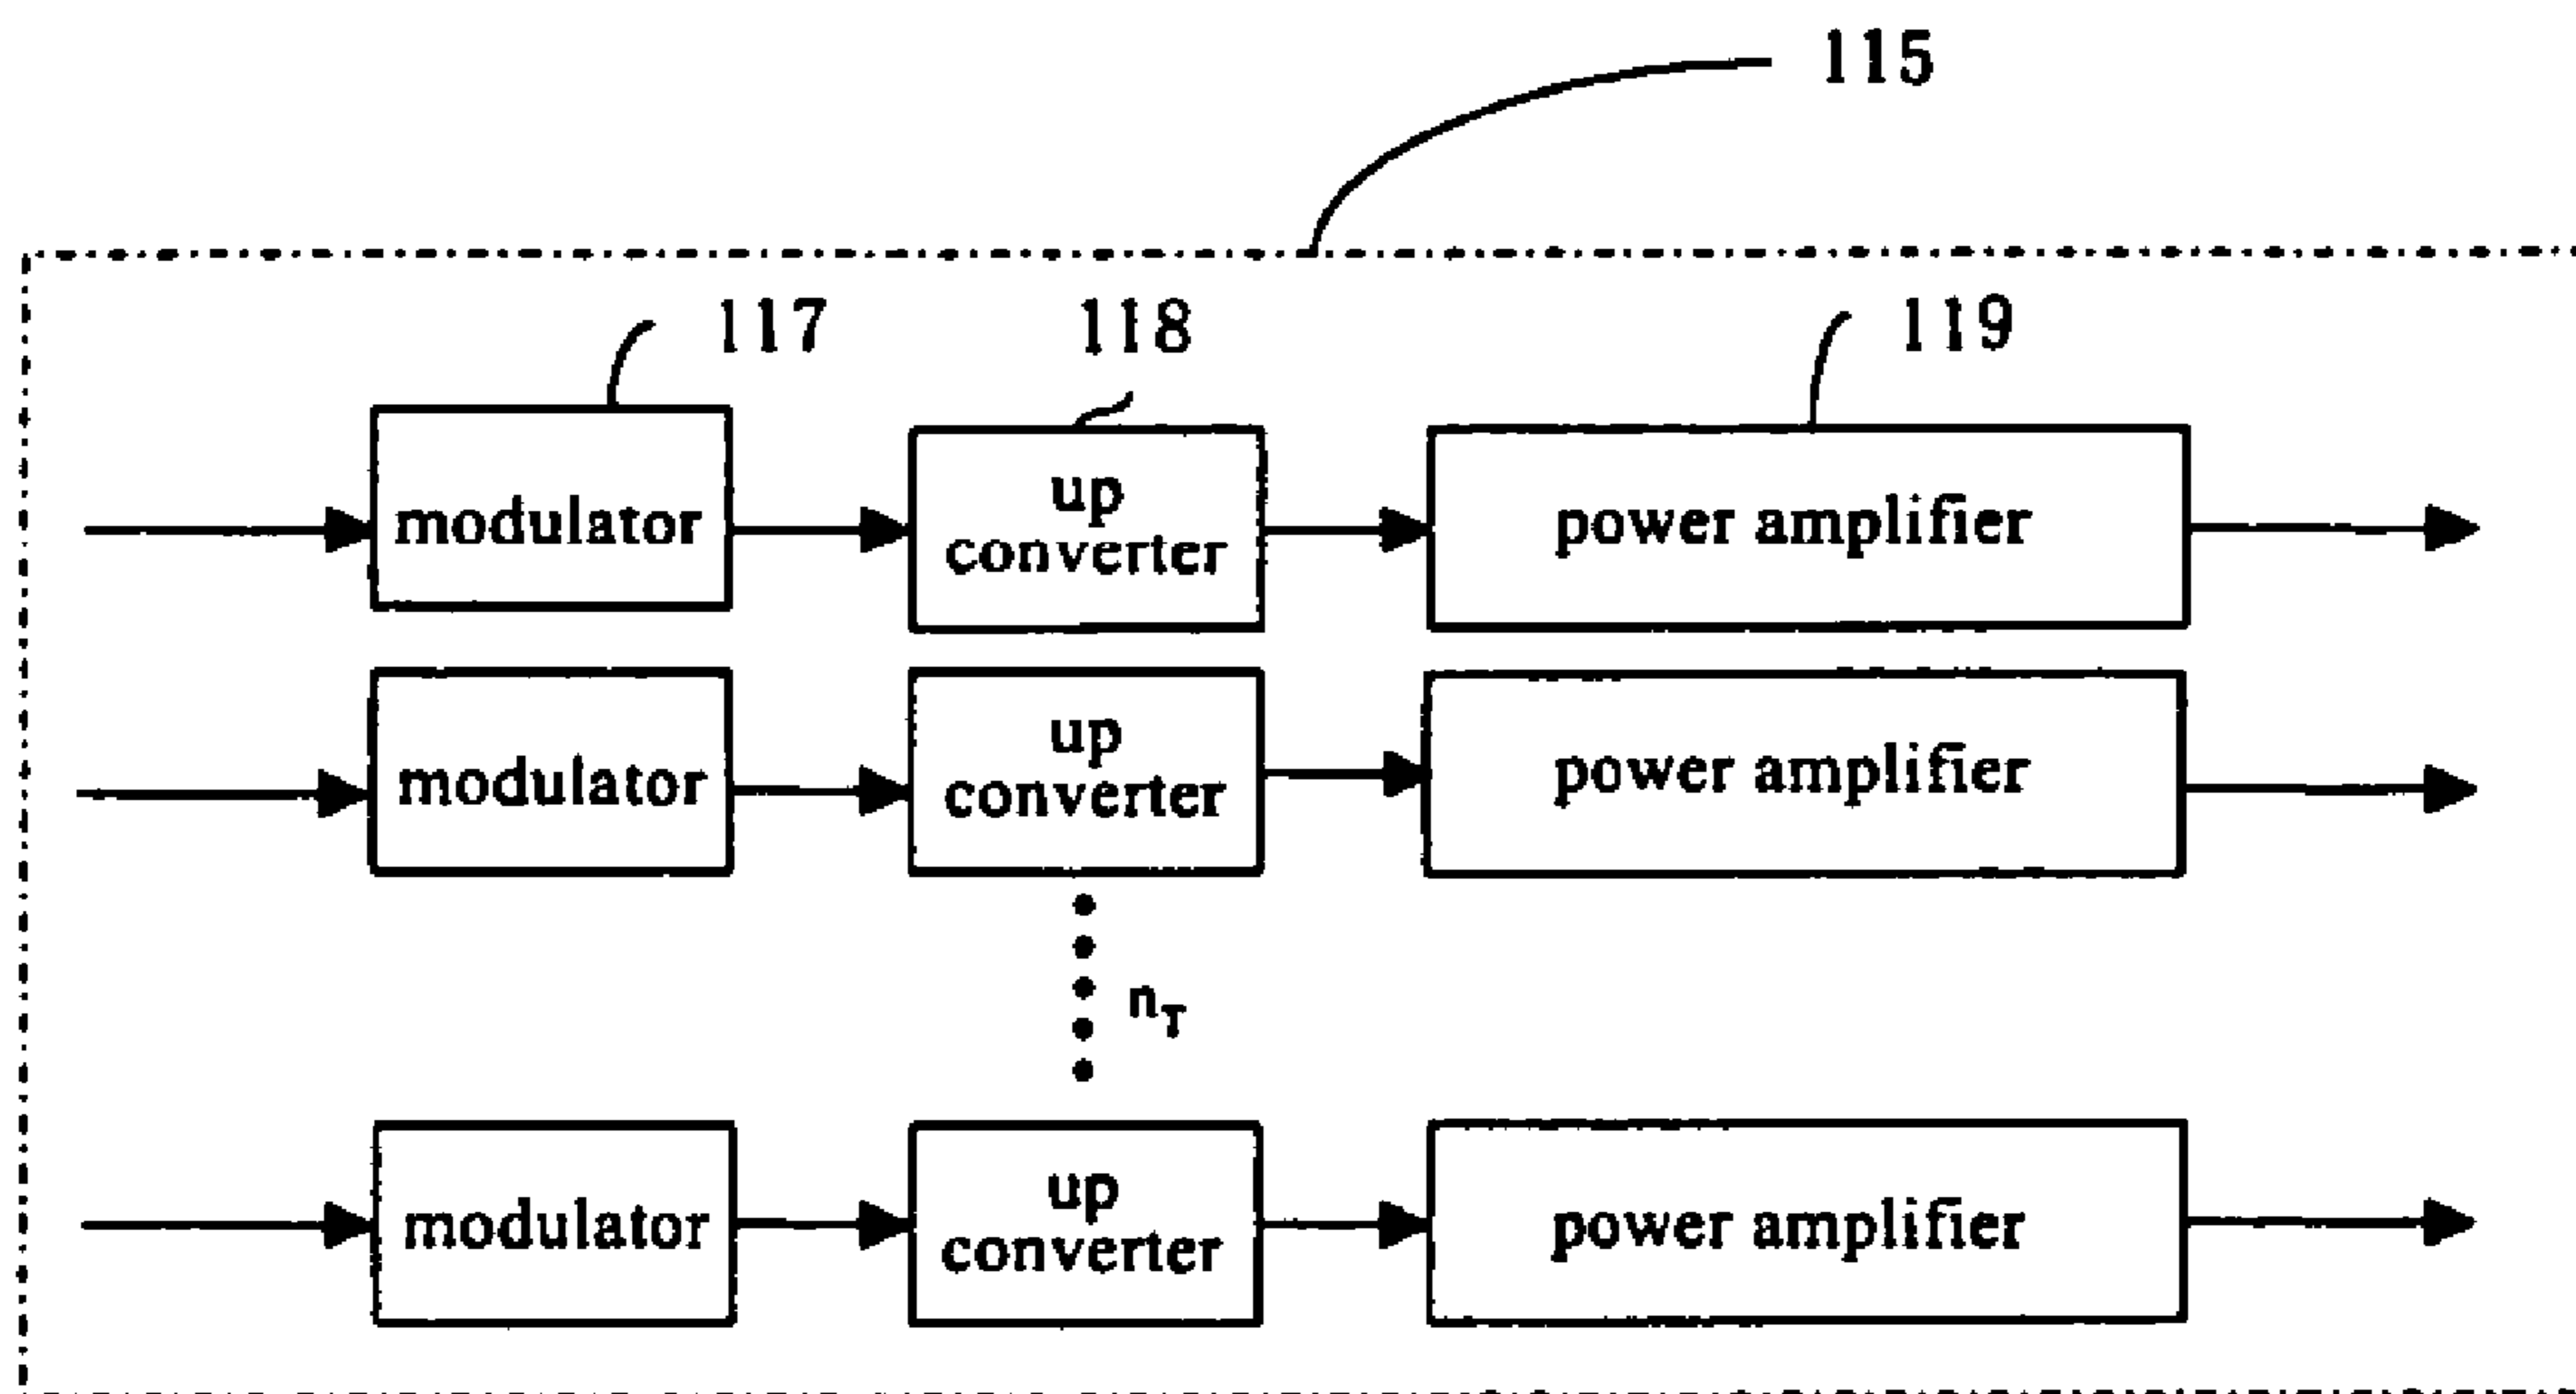 115
117
118
119
modulator
up
converter
power amplifier
modulator
up
converter
power amplifier
n_T
modulator
up
converter
power amplifier